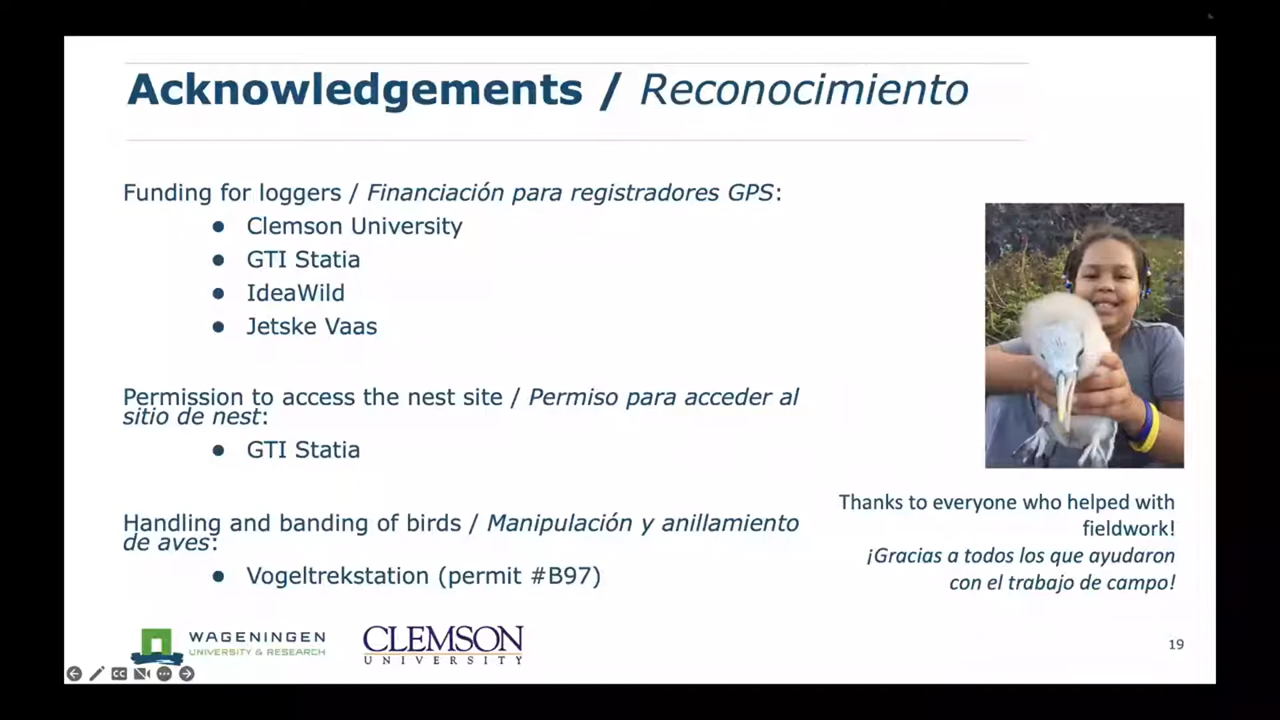 Acknowledgements / Reconocimiento
Funding for loggers / Financiación para registradores GPS:
● Clemson University
● GTI Statia
● IdeaWild
● Jetske Vaas
Permission to access the nest site / Permiso para acceder al
sitio de nest:
● GTI Statia
Handling and banding of birds / Manipulación y anillamiento
de aves:
● Vogeltrekstation (permit #B97)
Thanks to everyone who helped with
fieldwork!
¡Gracias a todos los que ayudaron
con el trabajo de campo!
WAGENINGEN
UNIVERSITY & RESEARCH
CLEMSON
UNIVERSITY
19
CC